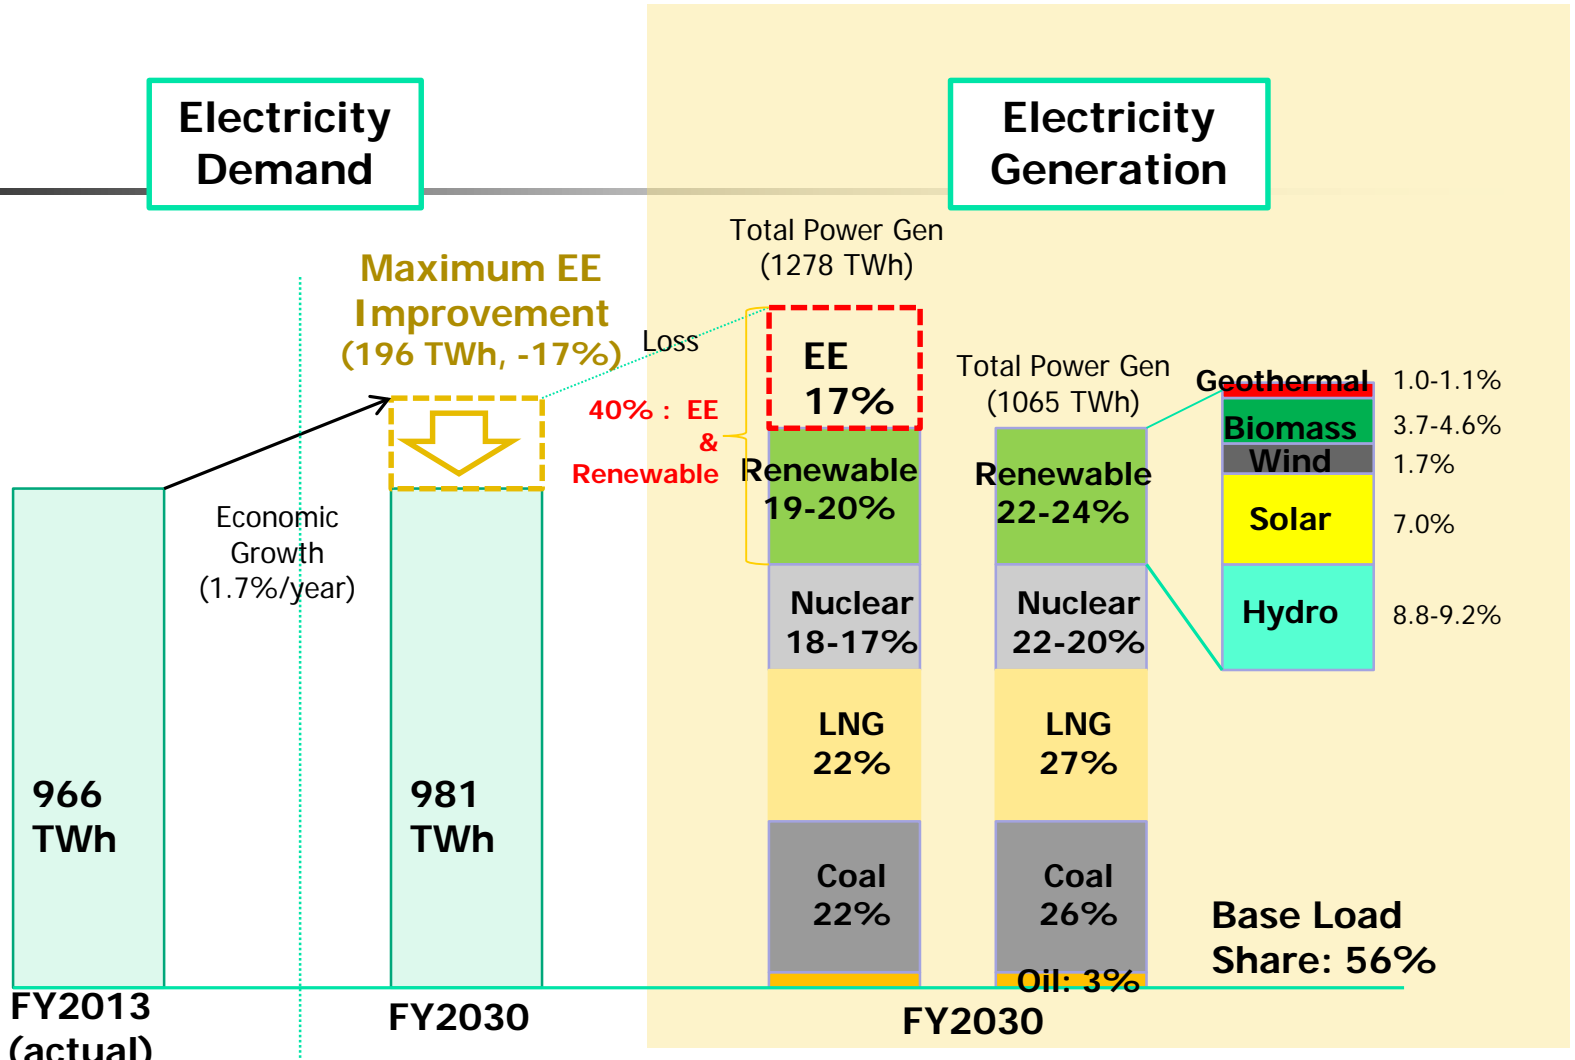 Electricity
Demand
Electricity
Generation
Maximum EE
Improvement
(196 TWh, -17%)
Economic
Growth
(1.7%/year)
966
TWh
981
TWh
FY2013
(actual)
FY2030
Loss
Total Power Gen
(1278 TWh)
40% : EE
&
Renewable
EE
17%
Renewable
19-20%
Nuclear
18-17%
LNG
22%
Coal
22%
Total Power Gen
(1065 TWh)
Renewable
22-24%
Nuclear
22-20%
LNG
27%
Coal
26%
Oil: 3%
FY2030
Geothermal 1.0-1.1%
Biomass 3.7-4.6%
Wind 1.7%
Solar 7.0%
Hydro 8.8-9.2%
Base Load
Share: 56%